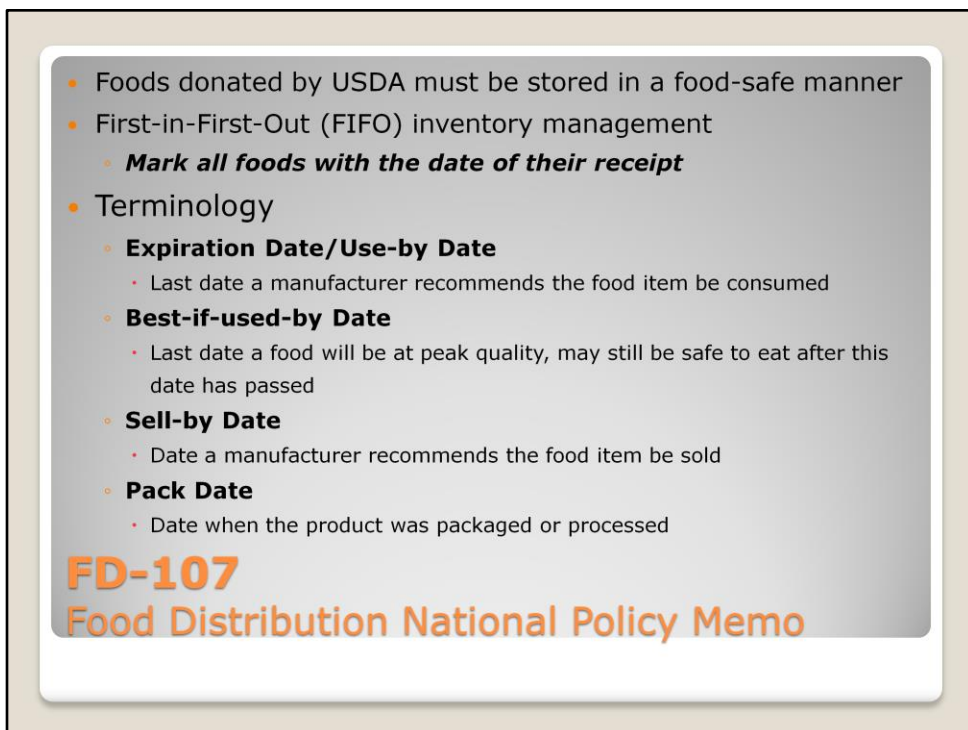 Foods donated by USDA must be stored in a food-safe manner
First-in-First-Out (FIFO) inventory management
Mark all foods with the date of their receipt
Terminology
Expiration Date/Use-by Date
Last date a manufacturer recommends the food item be consumed
Best-if-used-by Date
Last date a food will be at peak quality, may still be safe to eat after this
date has passed
Sell-by Date
Date a manufacturer recommends the food item be sold
Pack Date
Date when the product was packaged or processed
FD-107
Food Distribution National Policy Memo